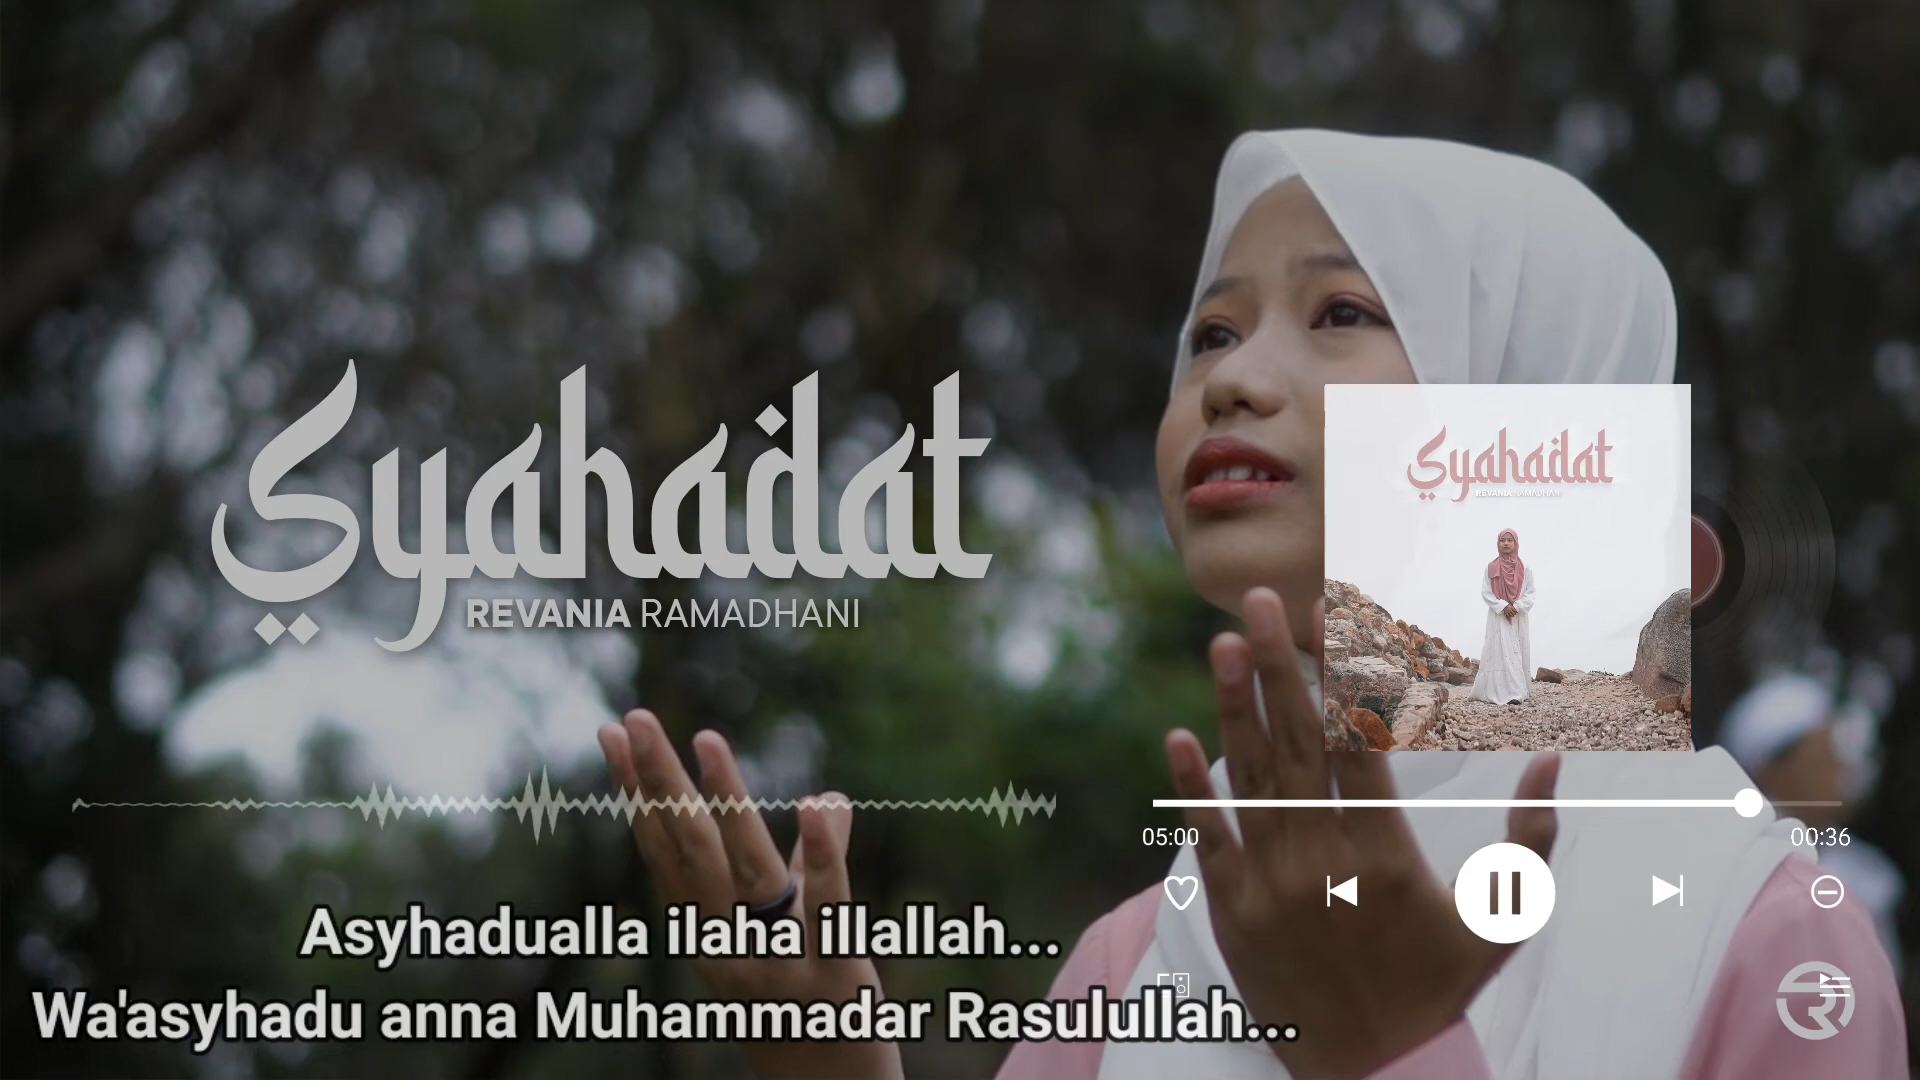 Syahadat
REVANIA RAMADHANI
Syahadat
REVANIA RAMADHANI
05:00
00:36
Asyhadualla ilaha illallah...
Wa'asyhadu anna Muhammadar Rasulullah...